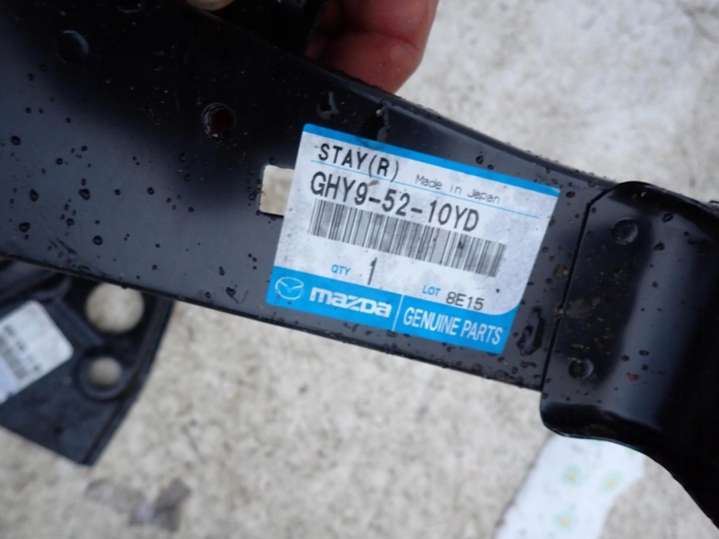 STAY(R) Made in Japan
GHY9-52-10YD
QTY 1 LOT 8E15
mazda GENUINE PARTS